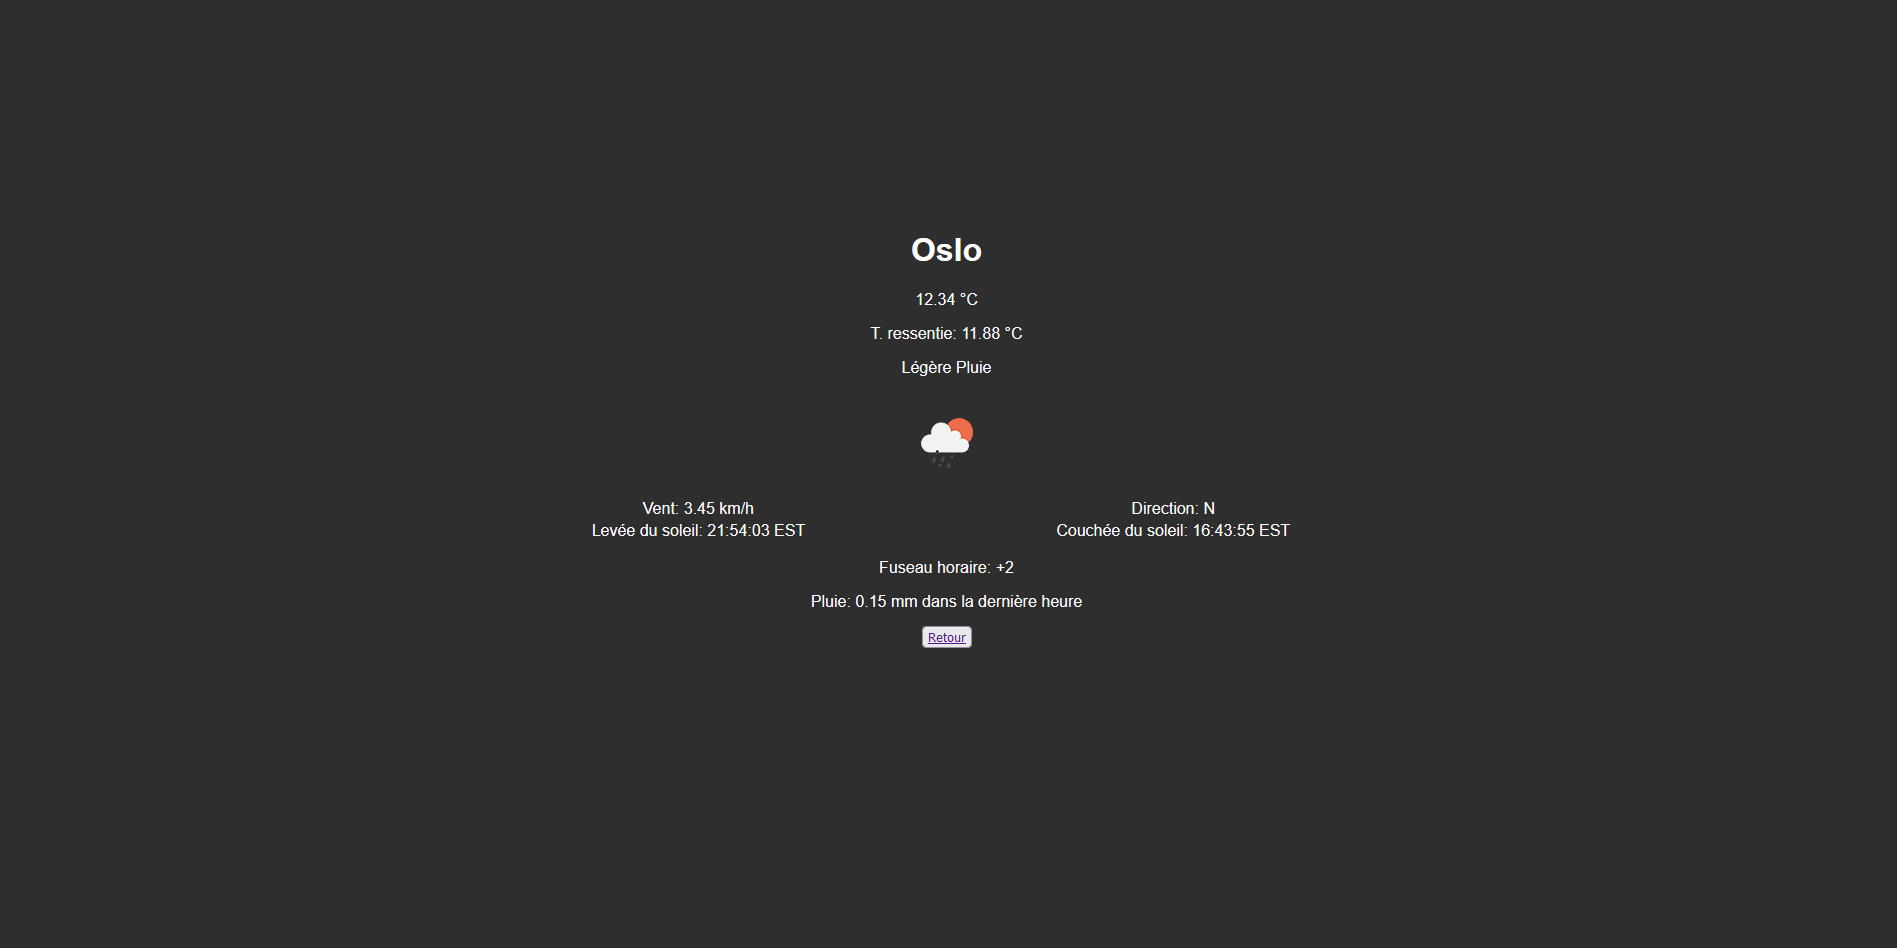 Oslo
12.34 °C
T. ressentie: 11.88 °C
Légère Pluie
Vent: 3.45 km/h
Direction: N
Levée du soleil: 21:54:03 EST
Couchée du soleil: 16:43:55 EST
Fuseau horaire: +2
Pluie: 0.15 mm dans la dernière heure
Retour